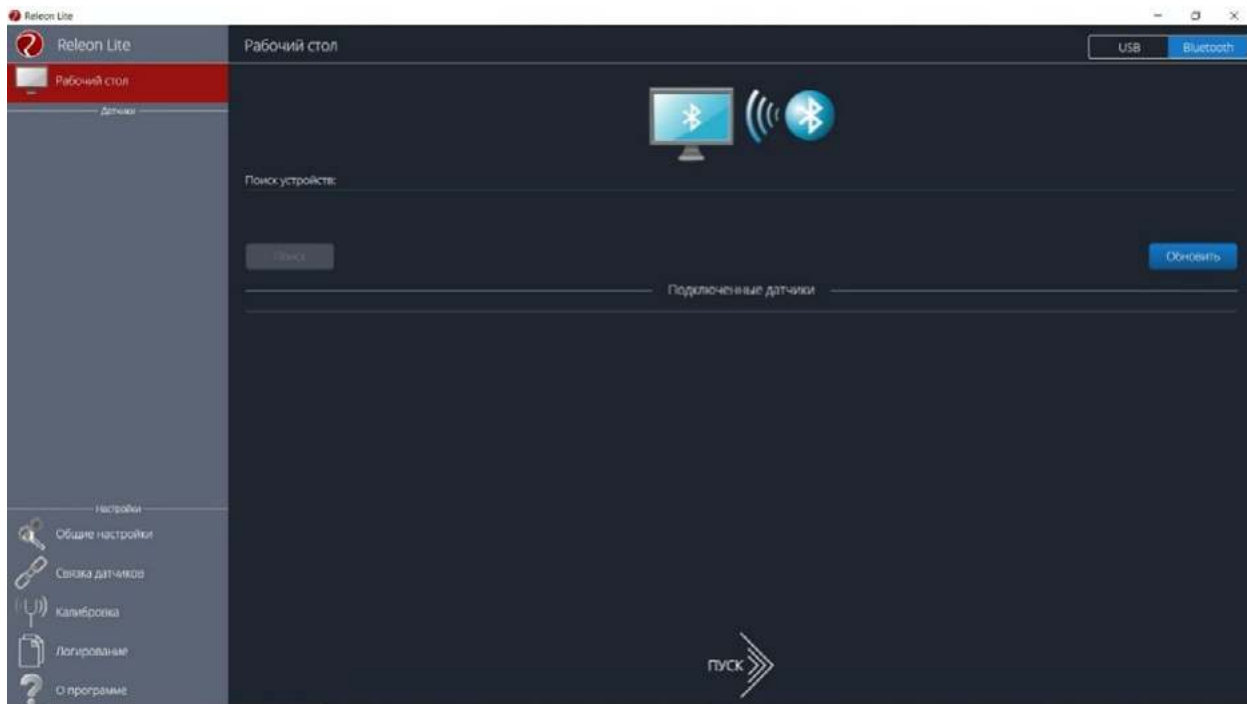 Releon Lite
Releon Lite
Рабочий стол
USB
Bluetooth
Рабочий стол
Датчики
Поиск устройств:
Поиск
Обновить
Подключенные датчики
Настройки
Общие настройки
Связка датчиков
Калибровка
Логирование
О программе
ПУСК